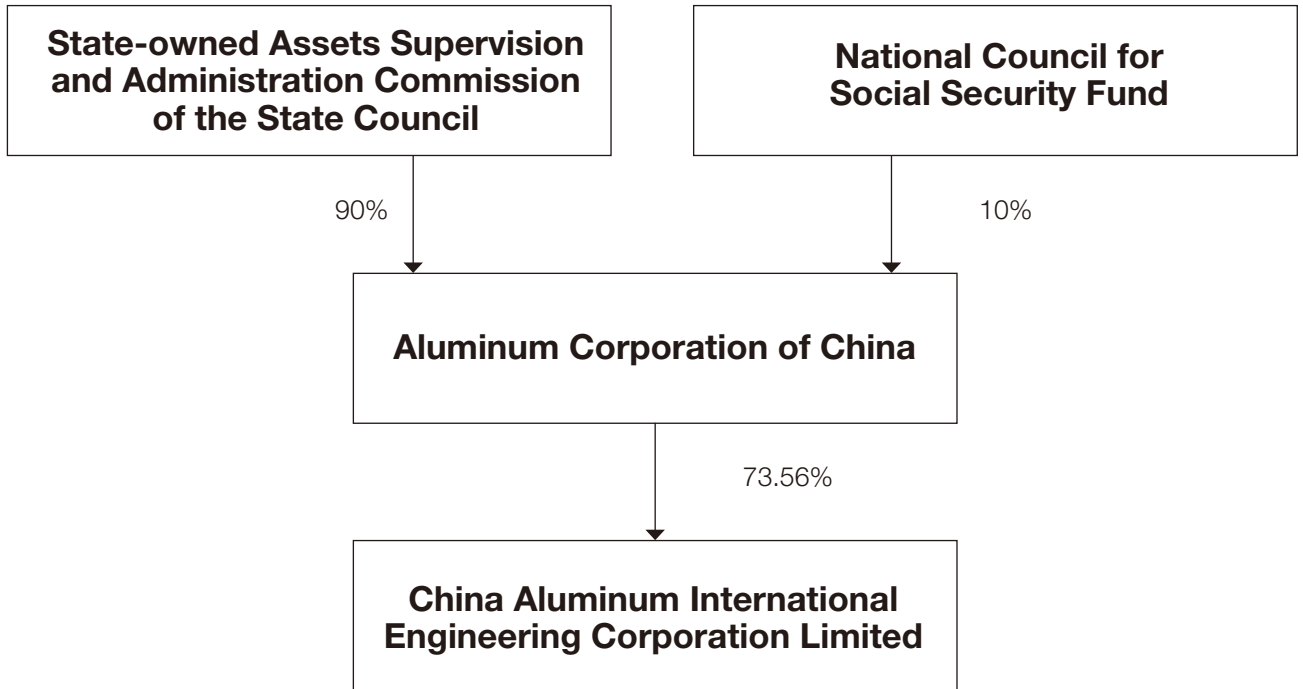 State-owned Assets Supervision
and Administration Commission
of the State Council
National Council for
Social Security Fund
90%
10%
Aluminum Corporation of China
73.56%
China Aluminum International
Engineering Corporation Limited